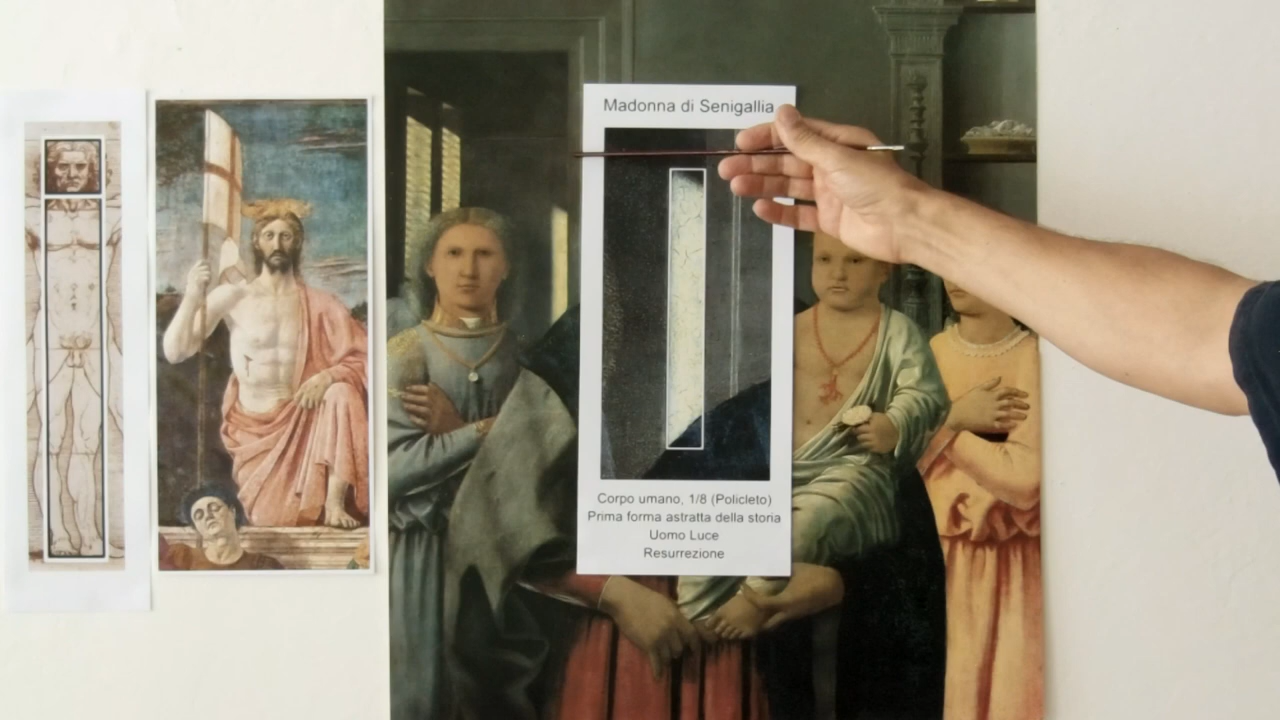 Madonna di Senigallia
Corpo umano, 1/8 (Policleto)
Prima forma astratta della storia
Uomo Luce
Resurrezione